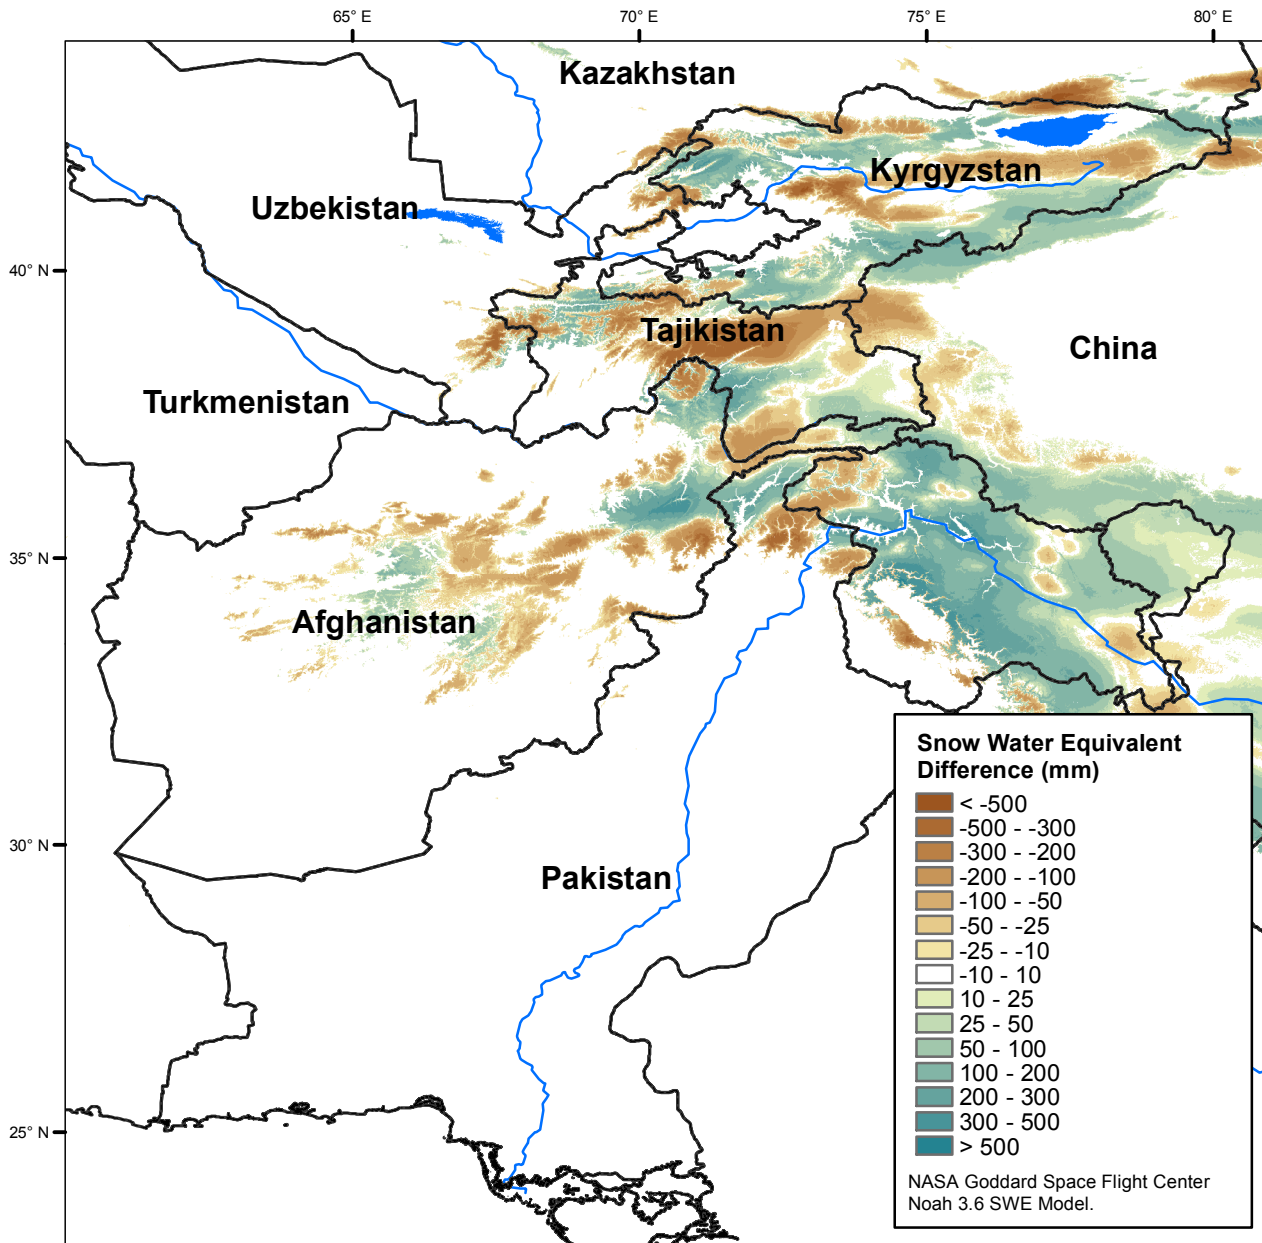 65° E
70° E
75° E
80° E
Kazakhstan
Kyrgyzstan
Uzbekistan
40° N
Tajikistan
China
Turkmenistan
35° N
Afghanistan
30° N
Pakistan
25° N
Snow Water Equivalent
Difference (mm)
< -500
-500 - -300
-300 - -200
-200 - -100
-100 - -50
-50 - -25
-25 - -10
-10 - 10
10 - 25
25 - 50
50 - 100
100 - 200
200 - 300
300 - 500
> 500
NASA Goddard Space Flight Center
Noah 3.6 SWE Model.